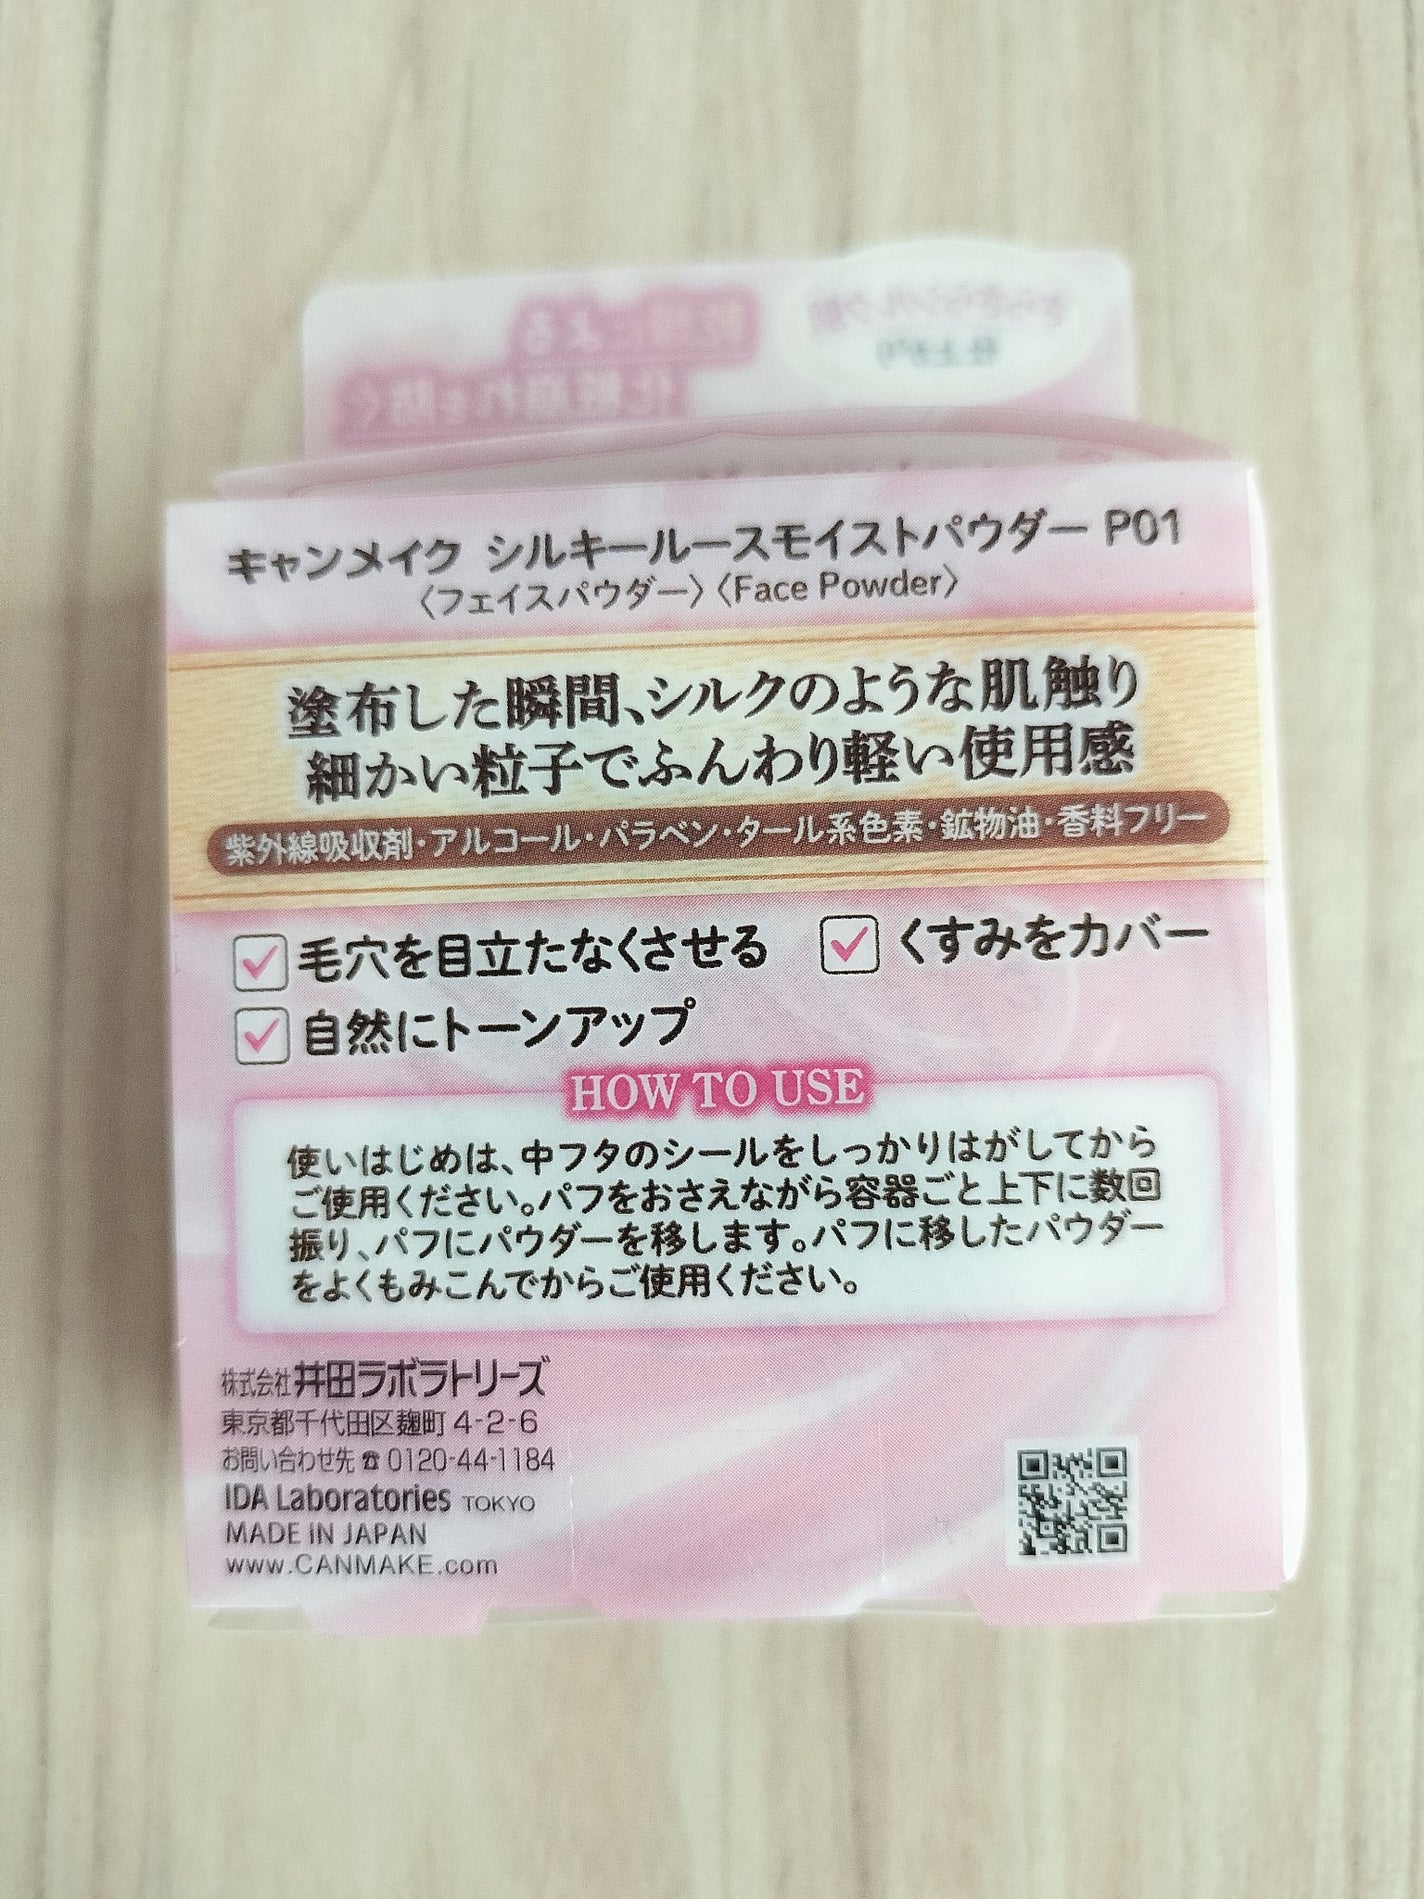 キャンメイク シルキールースモイストパウダー P01
〈フェイスパウダー〉〈Face Powder〉
塗布した瞬間、シルクのような肌触り
細かい粒子でふんわり軽い使用感
紫外線吸収剤・アルコール・パラベン・タール系色素・鉱物油・香料フリー
毛穴を目立たなくさせる
くすみをカバー
自然にトーンアップ
HOW TO USE
使いはじめは、中フタのシールをしっかりはがしてから
ご使用ください。パフをおさえながら容器ごと上下に数回
振り、パフにパウダーを移します。パフに移したパウダー
をよくもみこんでからご使用ください。
株式会社井田ラボラトリーズ
東京都千代田区麹町 4-2-6
お問い合わせ先 ☎ 0120-44-1184
IDA Laboratories TOKYO
MADE IN JAPAN
www.CANMAKE.com